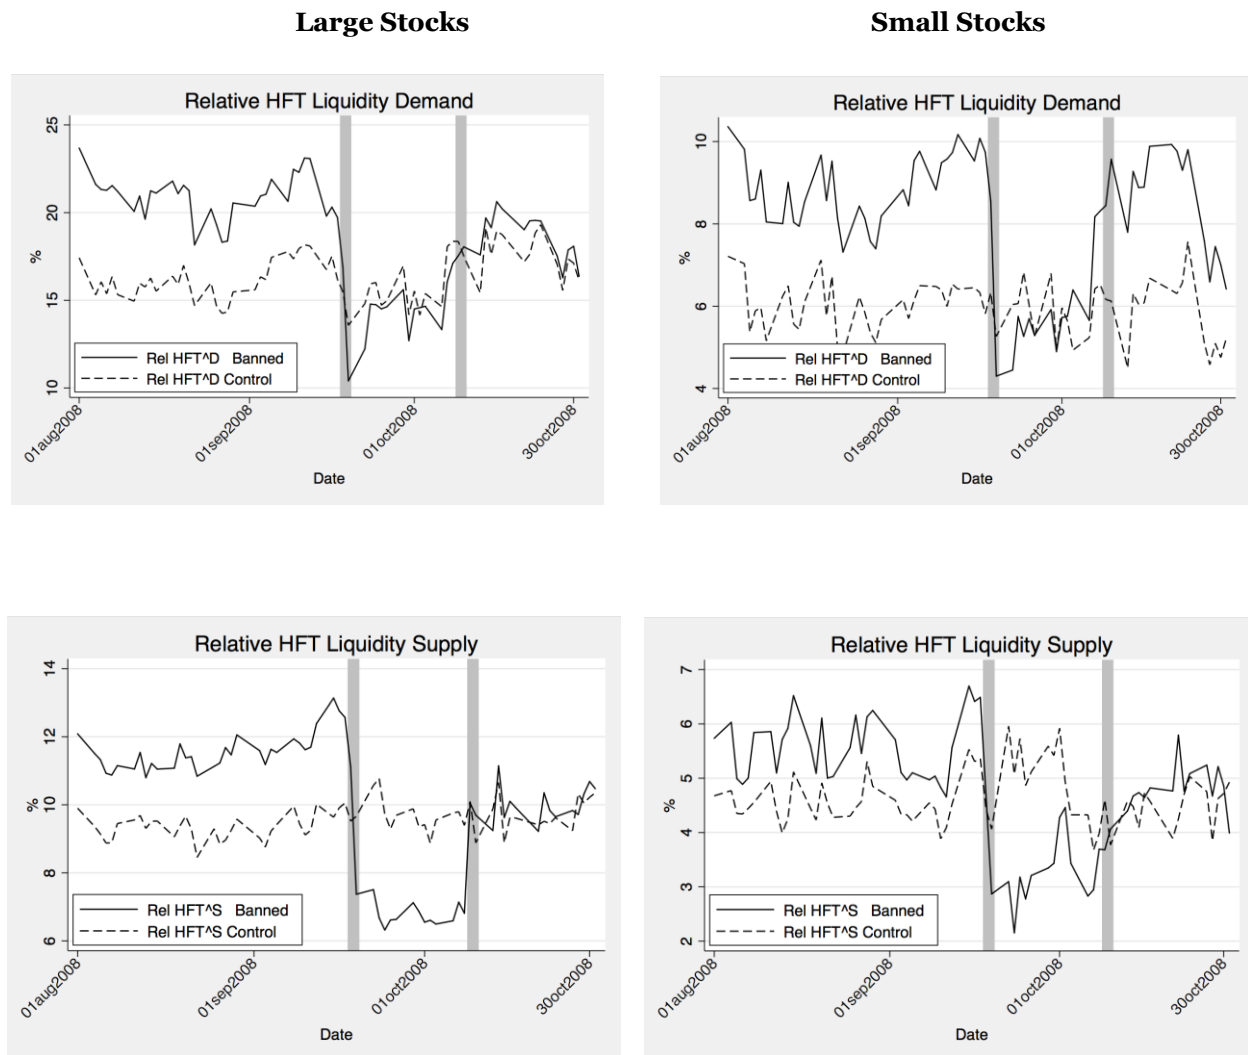 Large Stocks
Small Stocks
Relative HFT Liquidity Demand
25
20
%
15
10
Rel HFT^D Banned
Rel HFT^D Control
01aug2008
01sep2008
01oct2008
30oct2008
Date
Relative HFT Liquidity Demand
10
8
%
6
4
Rel HFT^D Banned
Rel HFT^D Control
01aug2008
01sep2008
01oct2008
30oct2008
Date
Relative HFT Liquidity Supply
14
12
%
10
8
6
Rel HFT^S Banned
Rel HFT^S Control
01aug2008
01sep2008
01oct2008
30oct2008
Date
Relative HFT Liquidity Supply
7
6
5
%
4
3
2
Rel HFT^S Banned
Rel HFT^S Control
01aug2008
01sep2008
01oct2008
30oct2008
Date